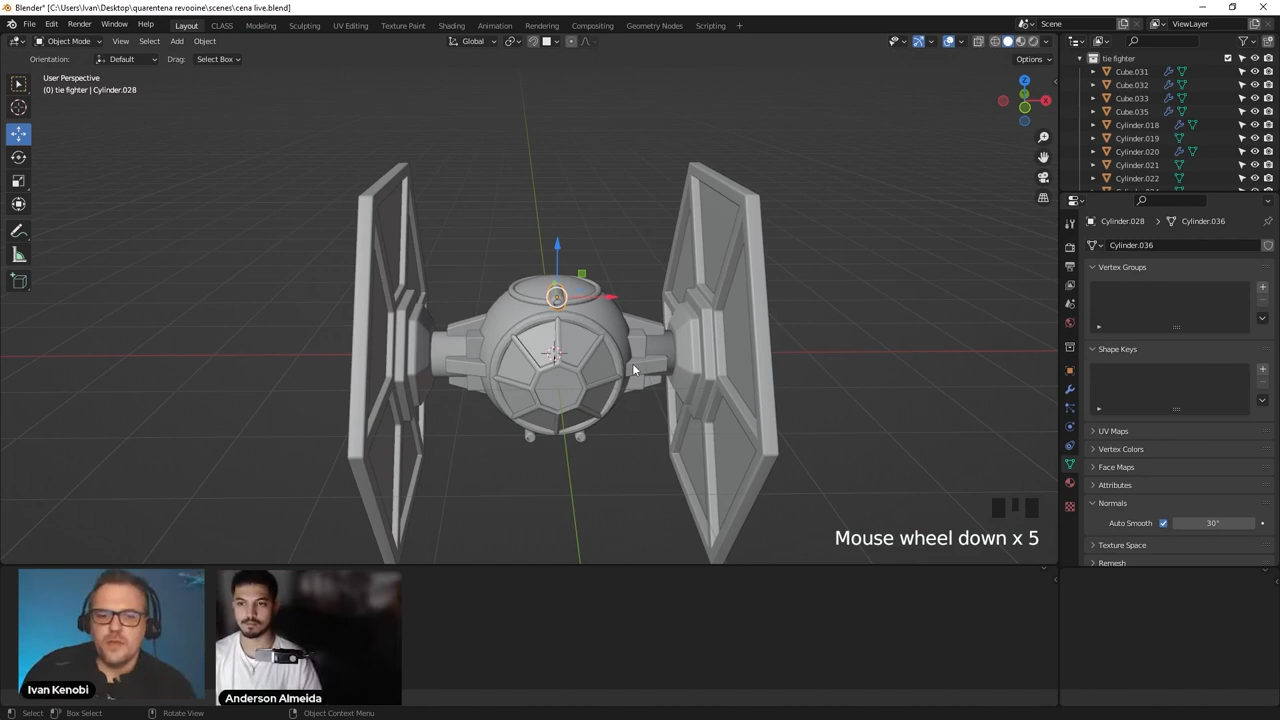 Blender* [C:\Users\Ivan\Desktop\quarentena revooine\scenes\cena live.blend]
File Edit Render Window Help
Layout CLASS Modeling Sculpting UV Editing Texture Paint Shading Animation Rendering Compositing Geometry Nodes Scripting +
Scene ViewLayer
Object Mode View Select Add Object Global
Orientation: Default Drag: Select Box Options
User Perspective
(0) tie fighter | Cylinder.028
Z
Y
X
tie fighter
Cube.031
Cube.032
Cube.033
Cube.035
Cylinder.018
Cylinder.019
Cylinder.020
Cylinder.021
Cylinder.022
Cylinder.028 > Cylinder.036
Cylinder.036
Vertex Groups
Shape Keys
UV Maps
Vertex Colors
Face Maps
Attributes
Normals
Auto Smooth 30°
Texture Space
Remesh
Mouse wheel down x 5
Ivan Kenobi
Anderson Almeida
Select Box Select Rotate View Object Context Menu